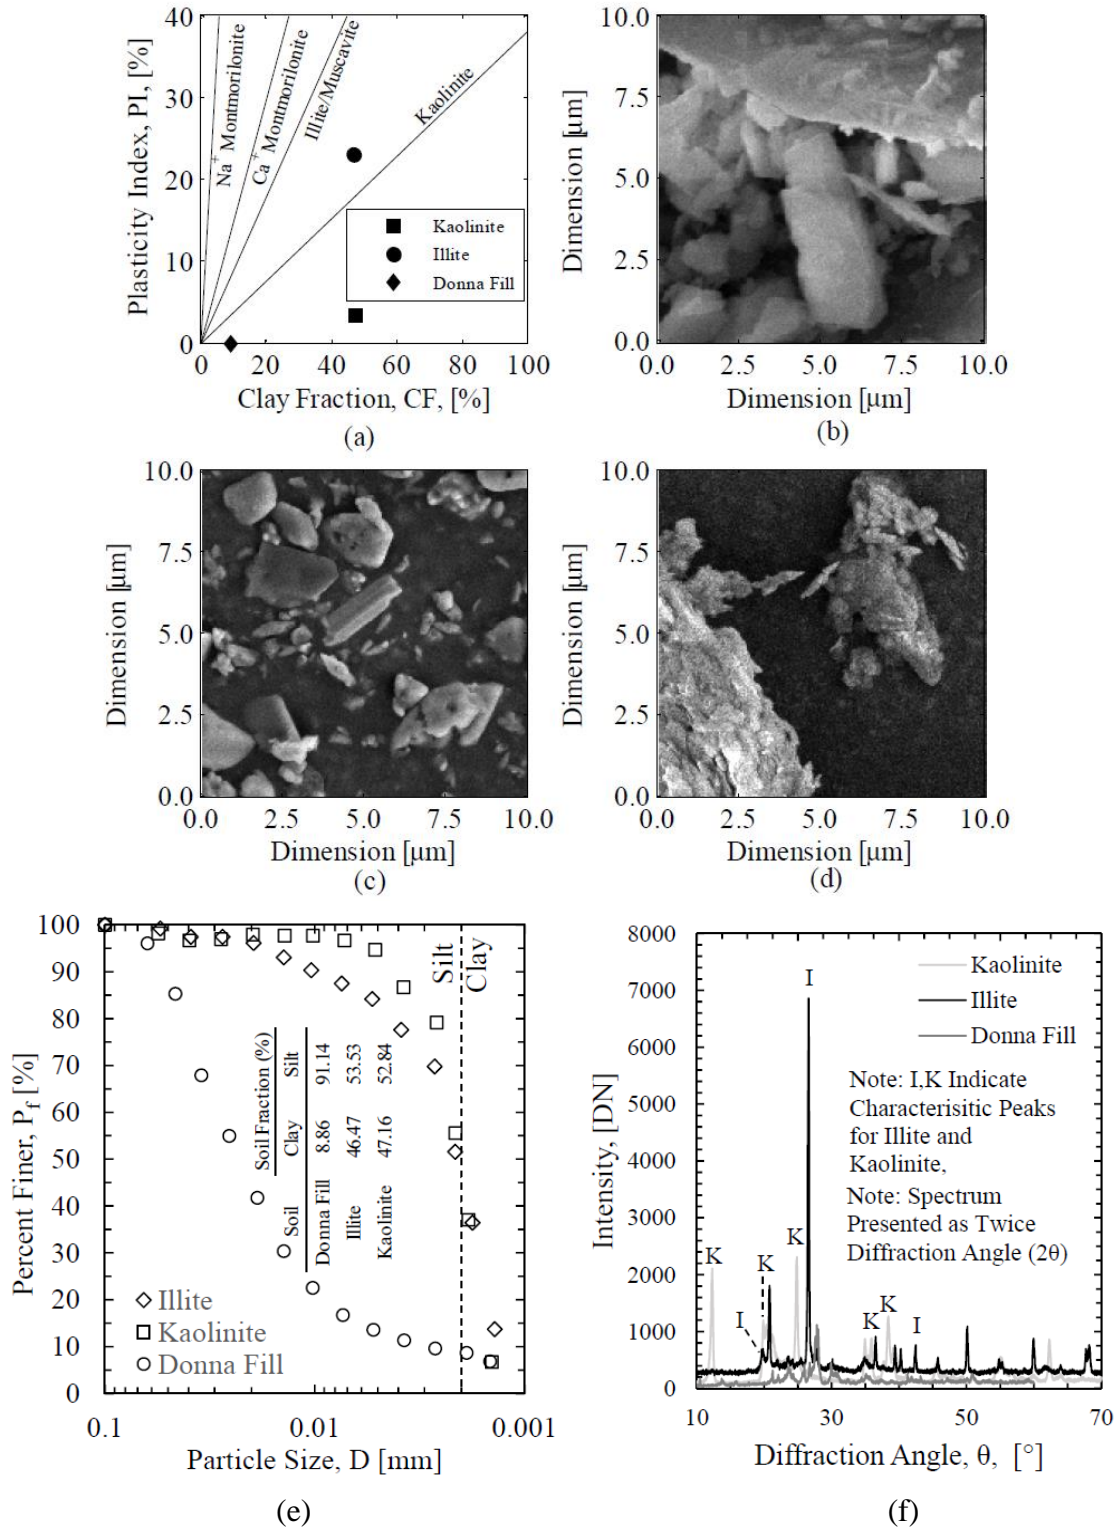 40
30
20
10
0
Plasticity Index, PI, [%]
Na+ Montmorilonite
Ca+ Montmorilonite
Illite/Muscavite
Kaolinite
Kaolinite
Illite
Donna Fill
0 20 40 60 80 100
Clay Fraction, CF, [%]
(a)
10.0
7.5
5.0
2.5
0.0
Dimension [μm]
0.0 2.5 5.0 7.5 10.0
Dimension [μm]
(b)
10.0
7.5
5.0
2.5
0.0
Dimension [μm]
0.0 2.5 5.0 7.5 10.0
Dimension [μm]
(c)
10.0
7.5
5.0
2.5
0.0
Dimension [μm]
0.0 2.5 5.0 7.5 10.0
Dimension [μm]
(d)
100
90
80
70
60
50
40
30
20
10
0
Percent Finer, Pf [%]
Silt
Clay
Soil Fraction (%)
Soil Clay Silt
Donna Fill 8.86 91.14
Illite 46.47 53.53
Kaolinite 47.16 52.84
Illite
Kaolinite
Donna Fill
0.1 0.01 0.001
Particle Size, D [mm]
(e)
8000
7000
6000
5000
4000
3000
2000
1000
0
Intensity, [DN]
Kaolinite
Illite
Donna Fill
Note: I,K Indicate
Characterisitic Peaks
for Illite and
Kaolinite,
Note: Spectrum
Presented as Twice
Diffraction Angle (2θ)
I
K
K
K
I
K
K
I
10 30 50 70
Diffraction Angle, θ, [°]
(f)